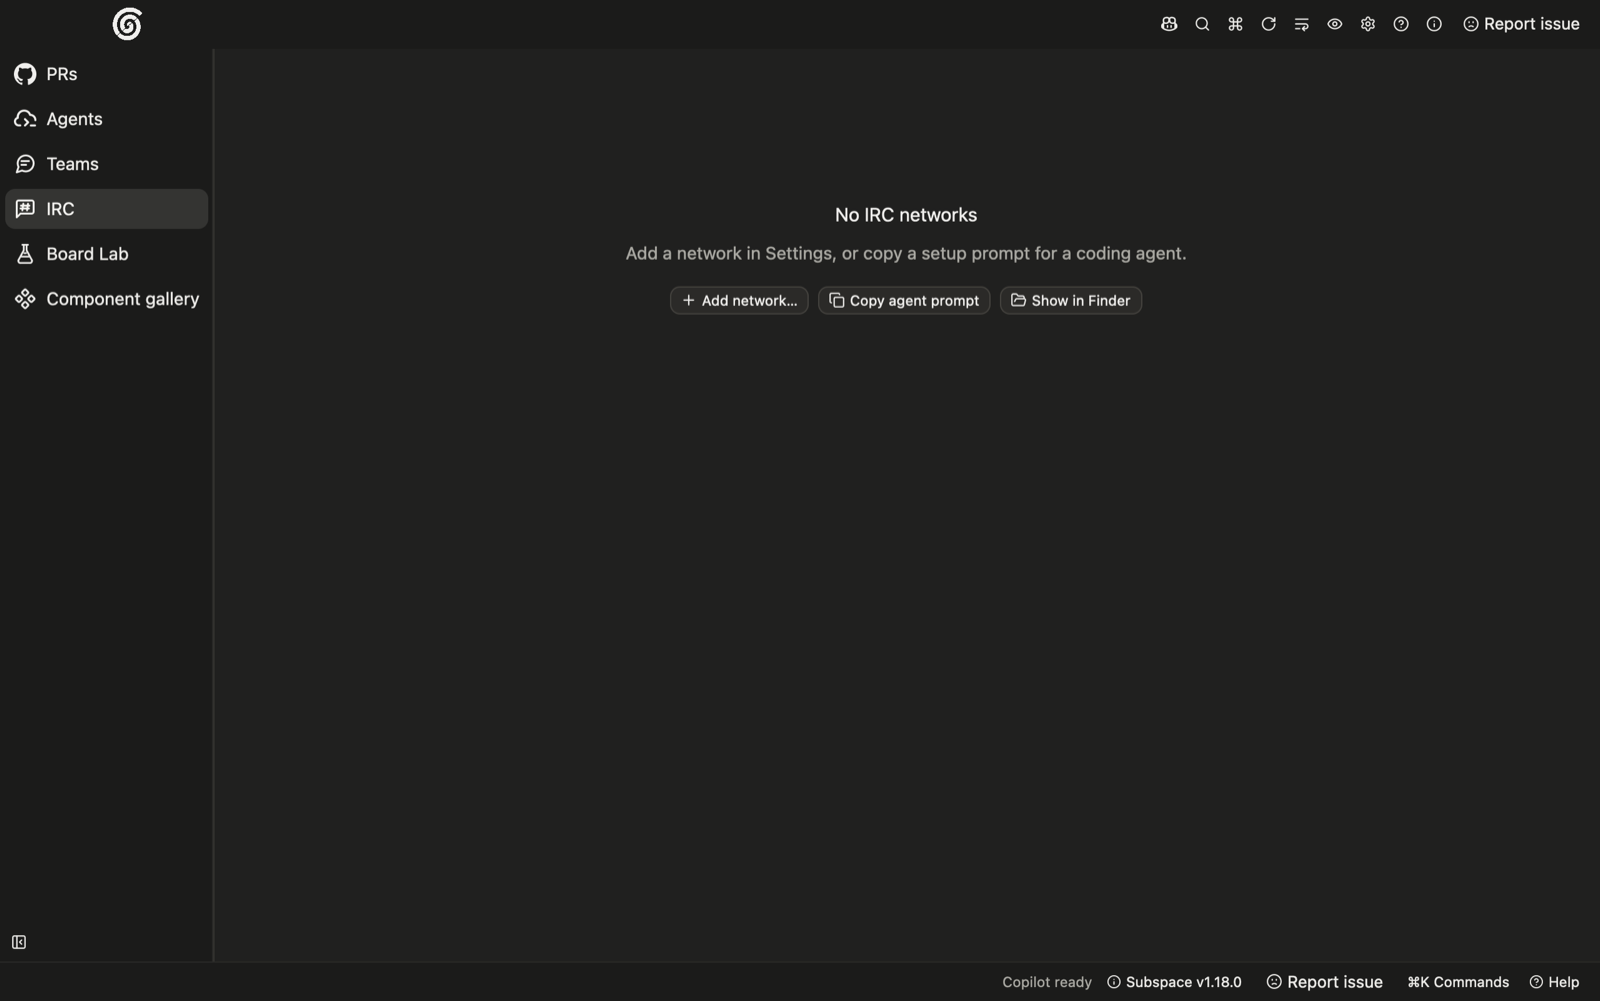 Report issue
PRs
Agents
Teams
IRC
Board Lab
Component gallery
No IRC networks
Add a network in Settings, or copy a setup prompt for a coding agent.
Add network...
Copy agent prompt
Show in Finder
Copilot ready
Subspace v1.18.0
Report issue
⌘K Commands
Help